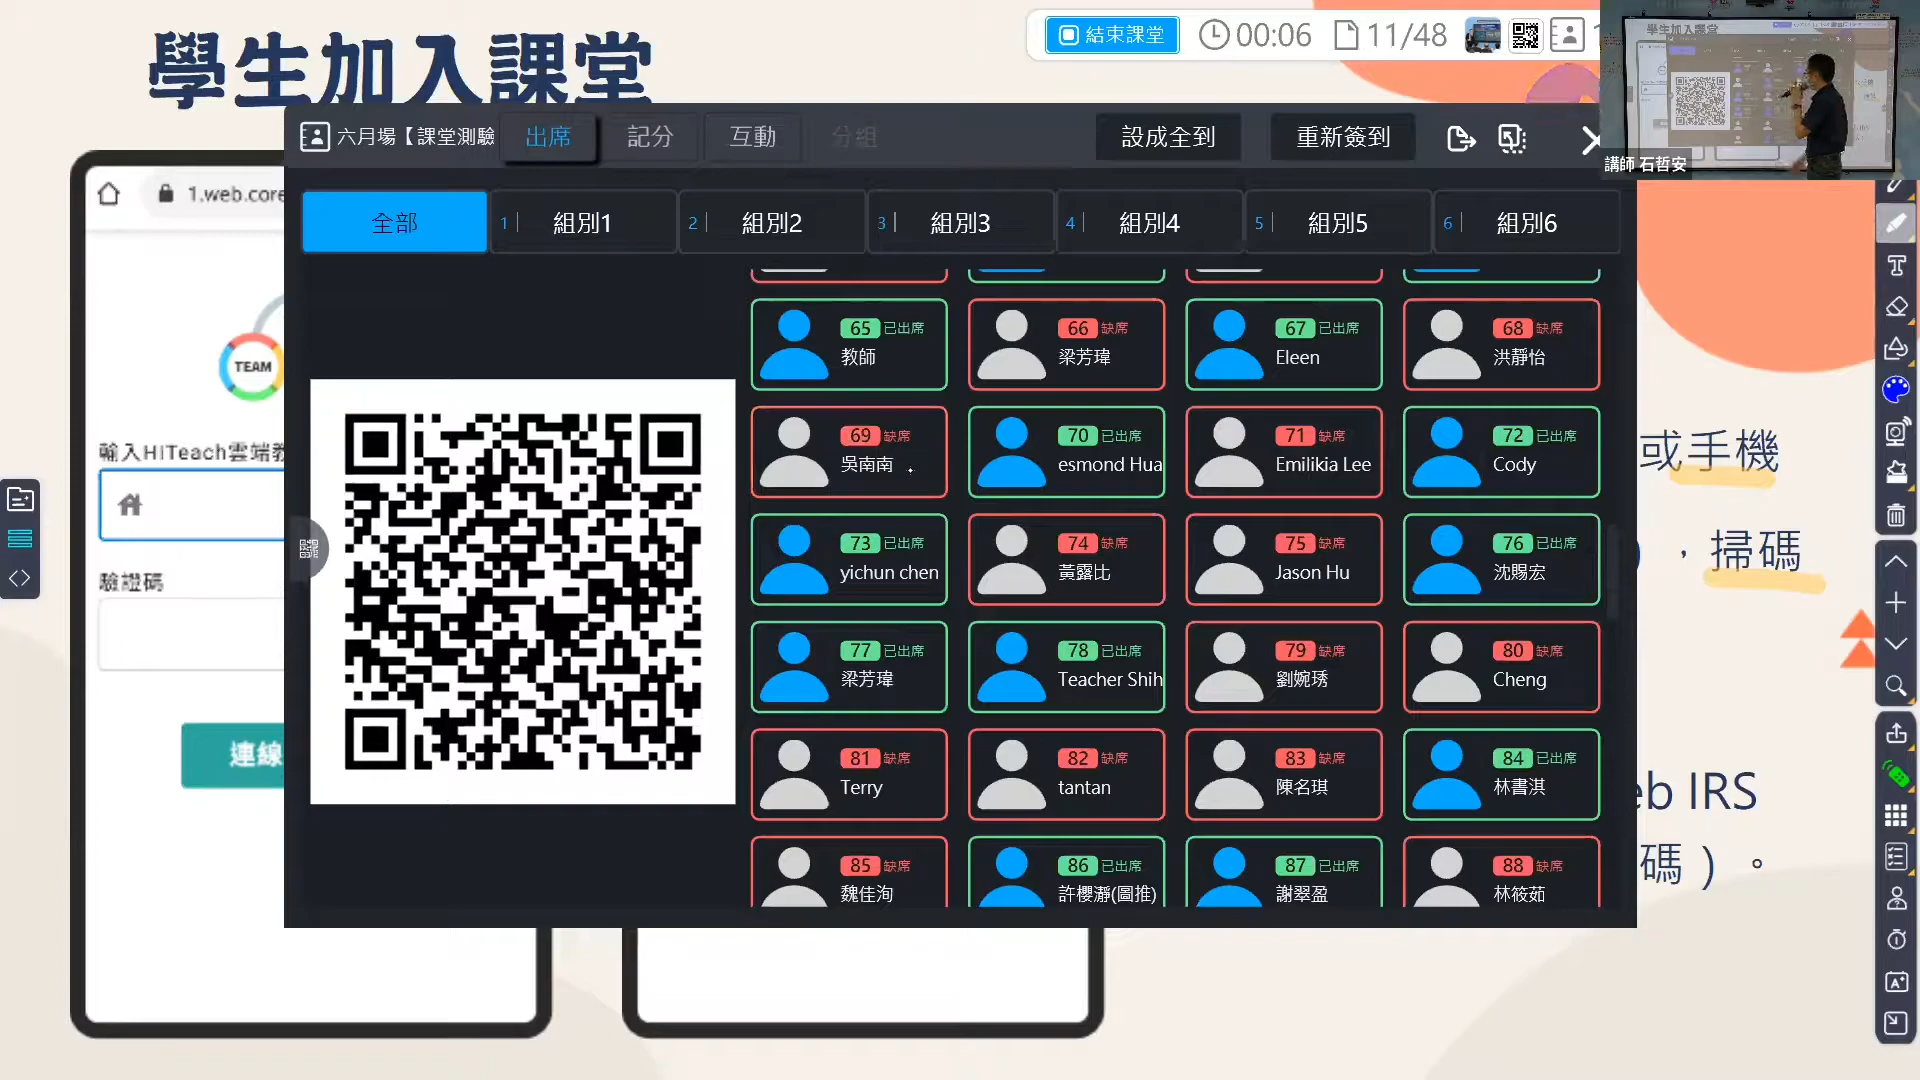 學生加入課堂
結束課堂
00:06
11/48
講師 石哲安
六月場【課堂測驗
出席
記分
互動
分組
設成全到
重新簽到
全部
1 組別1
2 組別2
3 組別3
4 組別4
5 組別5
6 組別6
1.web.core
TEAM
輸入HiTeach雲端教
驗證碼
連線
65 已出席
教師
66 缺席
梁芳瑋
67 已出席
Eleen
68 缺席
洪靜怡
69 缺席
吳南南 .
70 已出席
esmond Hua
71 缺席
Emilikia Lee
72 已出席
Cody
73 已出席
yichun chen
74 缺席
黃露比
75 缺席
Jason Hu
76 已出席
沈賜宏
77 已出席
梁芳瑋
78 已出席
Teacher Shih
79 缺席
劉婉琇
80 缺席
Cheng
81 缺席
Terry
82 缺席
tantan
83 缺席
陳名琪
84 已出席
林書淇
85 缺席
魏佳洵
86 已出席
許櫻瀞(圖推)
87 已出席
謝翠盈
88 缺席
林筱茹
或手機
），掃碼
eb IRS
碼）。